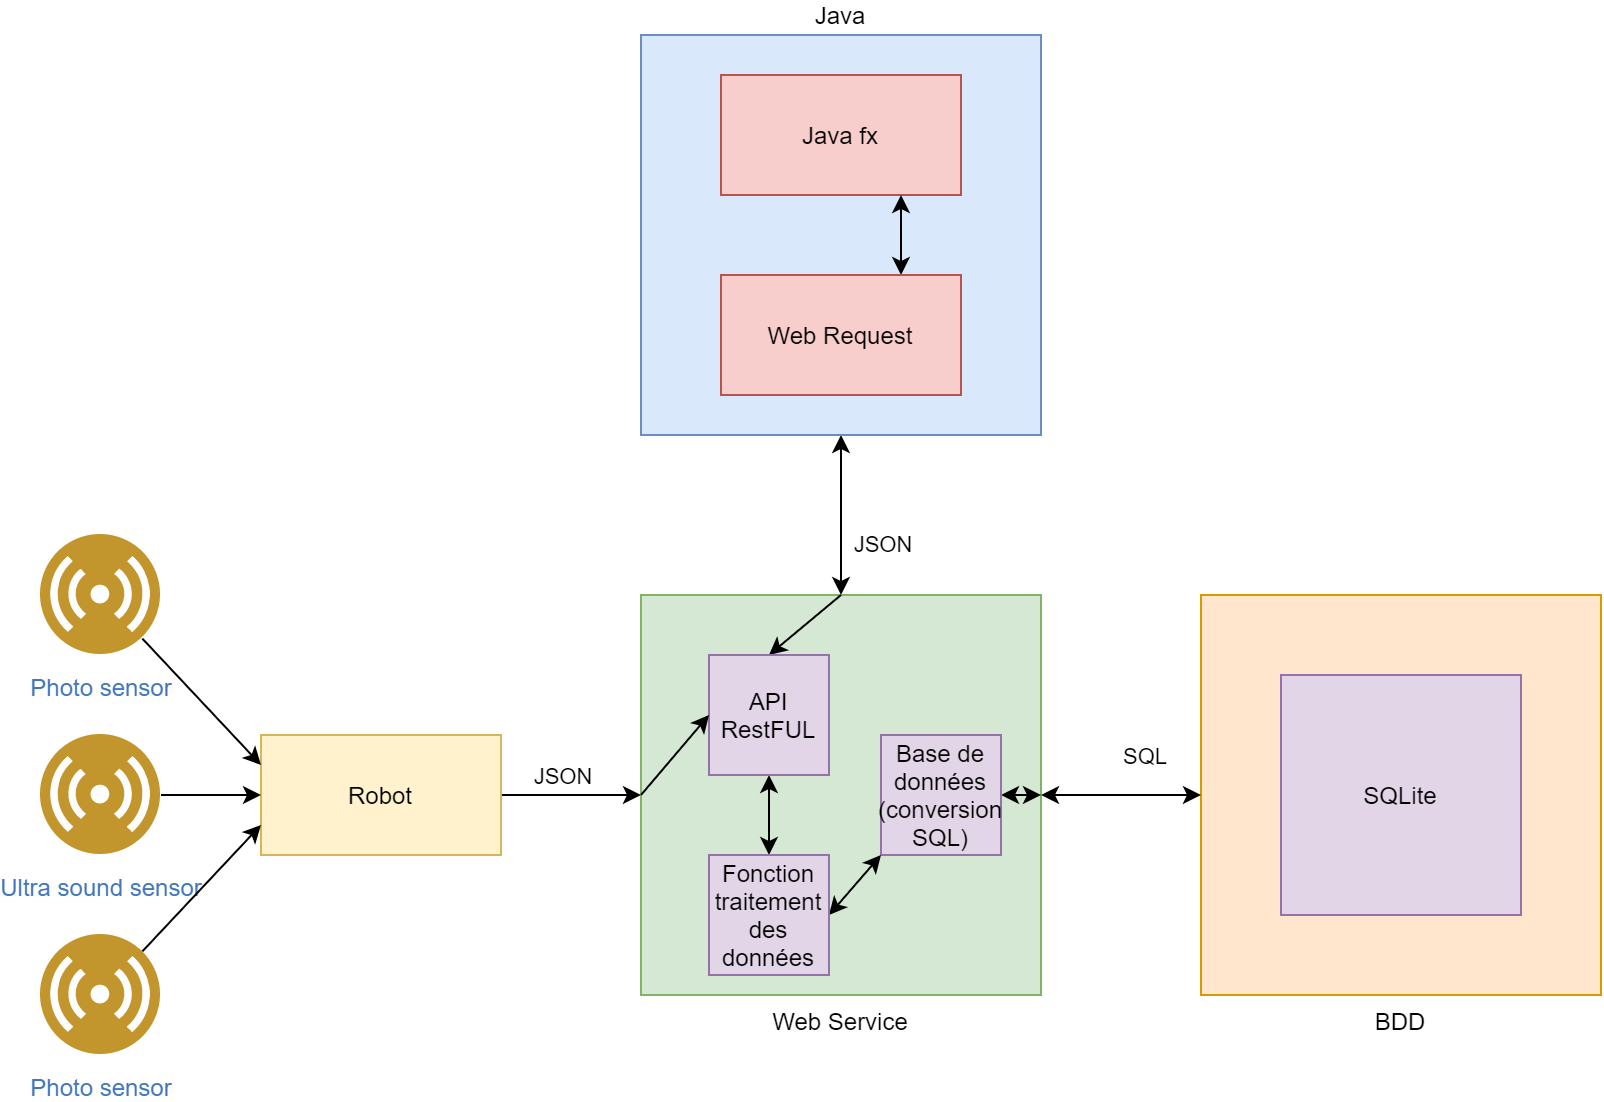 Java
Java fx
Web Request
JSON
Photo sensor
Ultra sound sensor
Photo sensor
Robot
JSON
API
RestFUL
Base de
données
(conversion
SQL)
Fonction
traitement
des
données
Web Service
SQL
SQLite
BDD